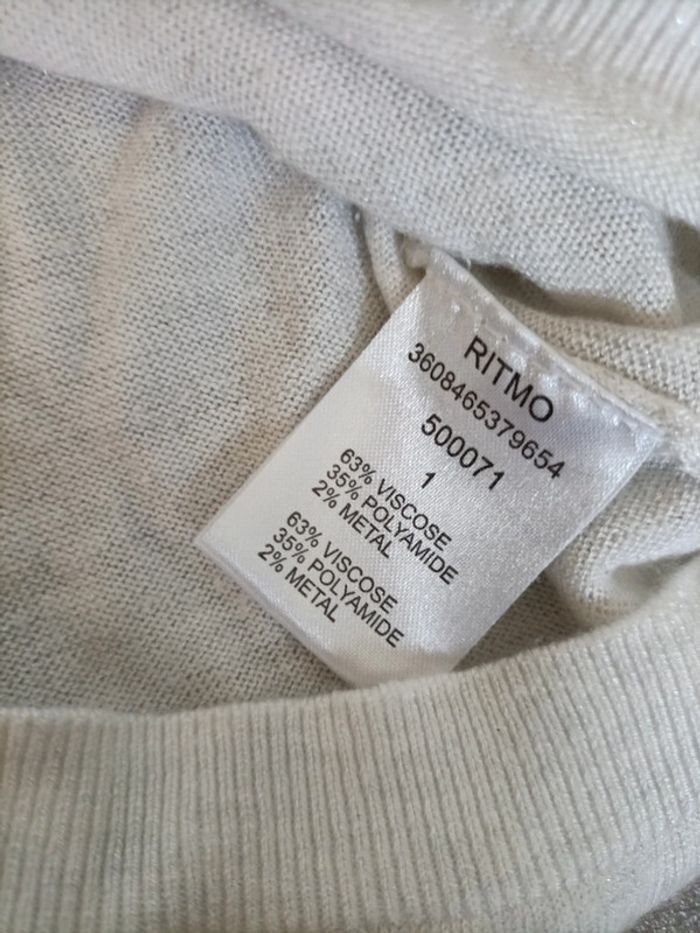 RITMO
3608465379654
500071
1
63% VISCOSE
35% POLYAMIDE
2% METAL
63% VISCOSE
35% POLYAMIDE
2% METAL